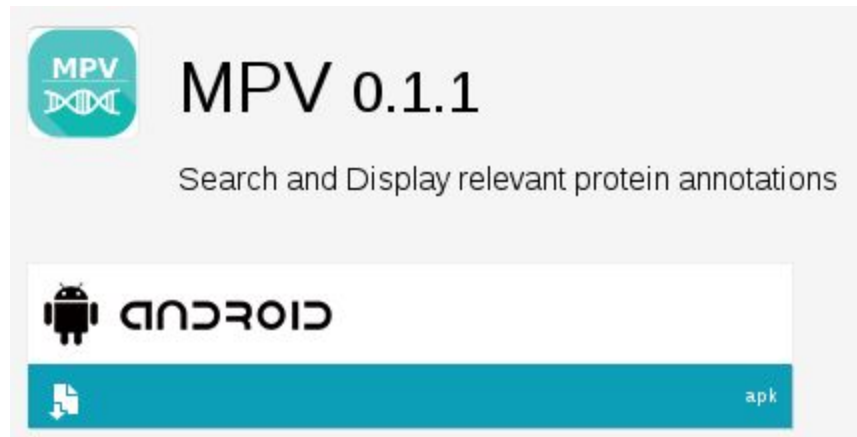 MPV
MPV 0.1.1
Search and Display relevant protein annotations
ANDROID
apk